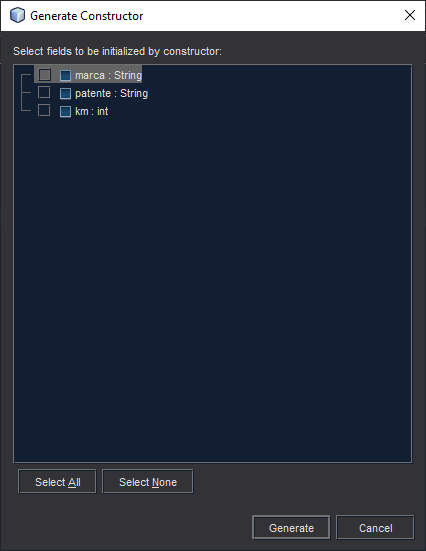 Generate Constructor
Select fields to be initialized by constructor:
marca : String
patente : String
km : int
Select All
Select None
Generate
Cancel